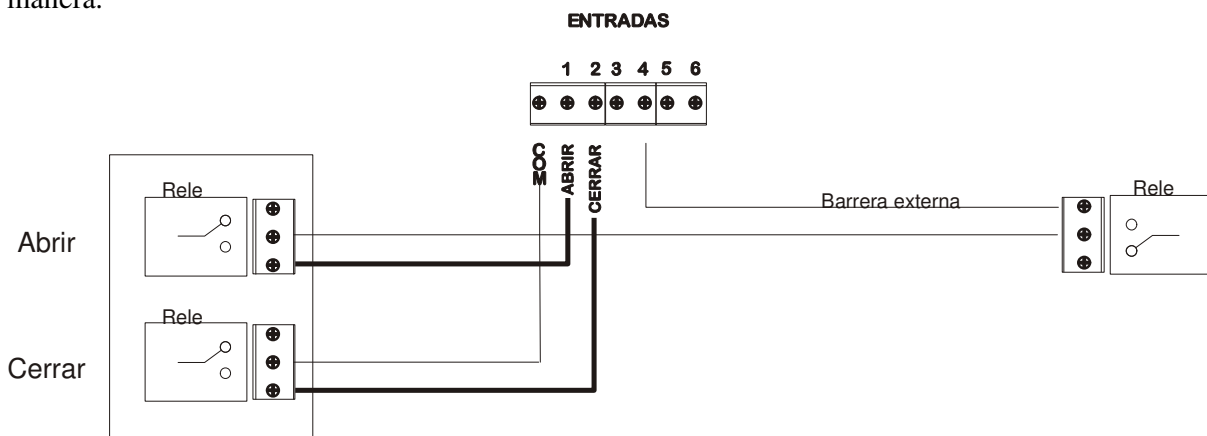 manera.
ENTRADAS
1 2 3 4 5 6
COM
ABRIR
CERRAR
Rele
Abrir
Barrera externa
Rele
Rele
Cerrar